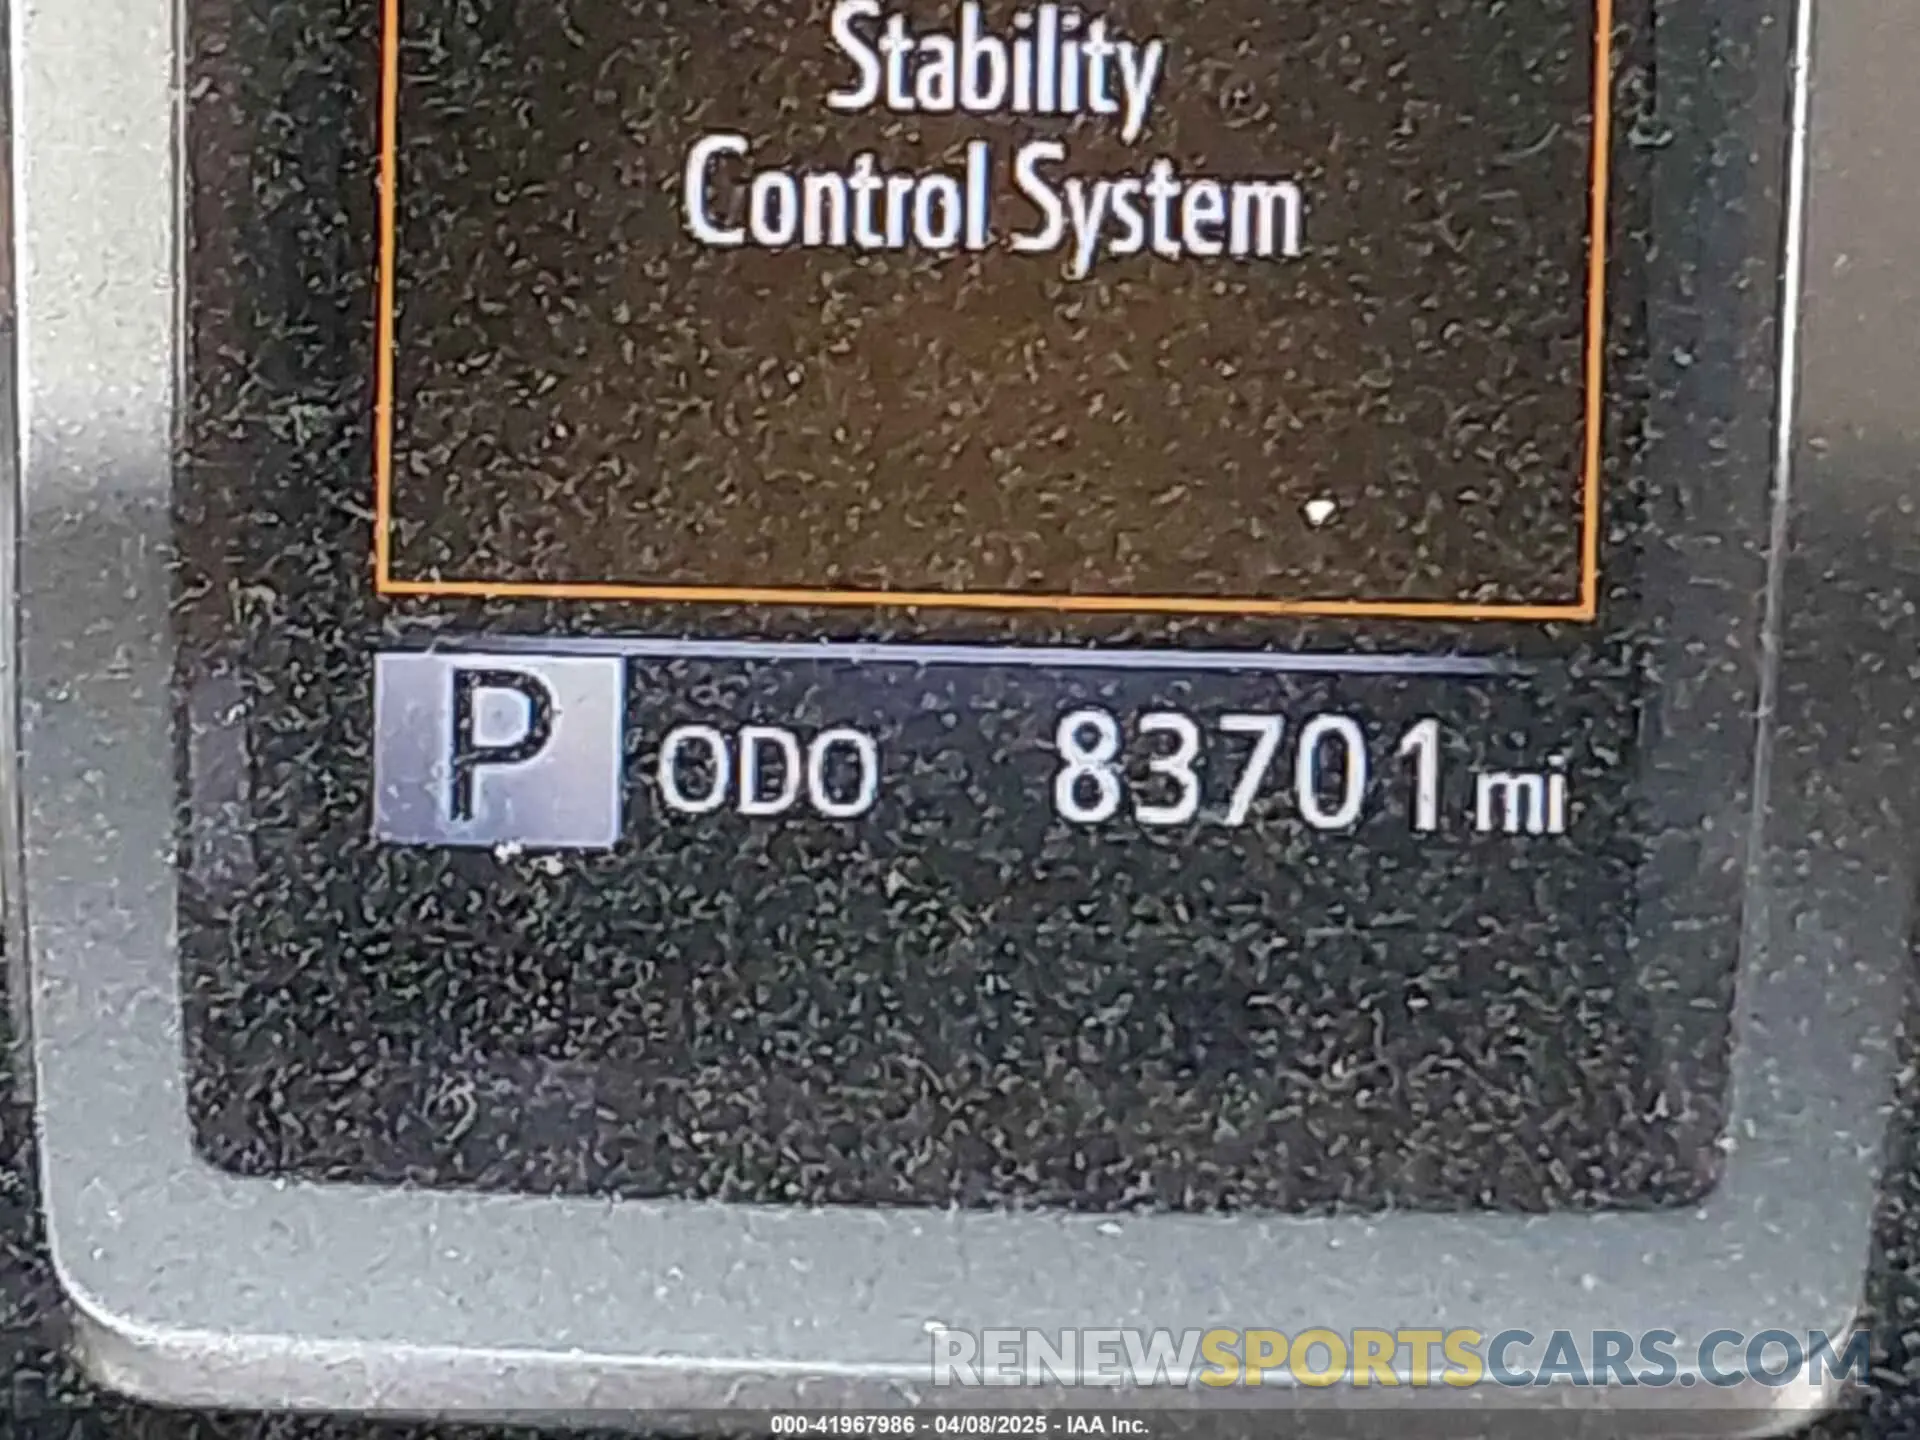 Stability
Control System
P ODO 83701 mi
RENEWSPORTSCARS.COM
000-41967986 - 04/08/2025 - IAA Inc.